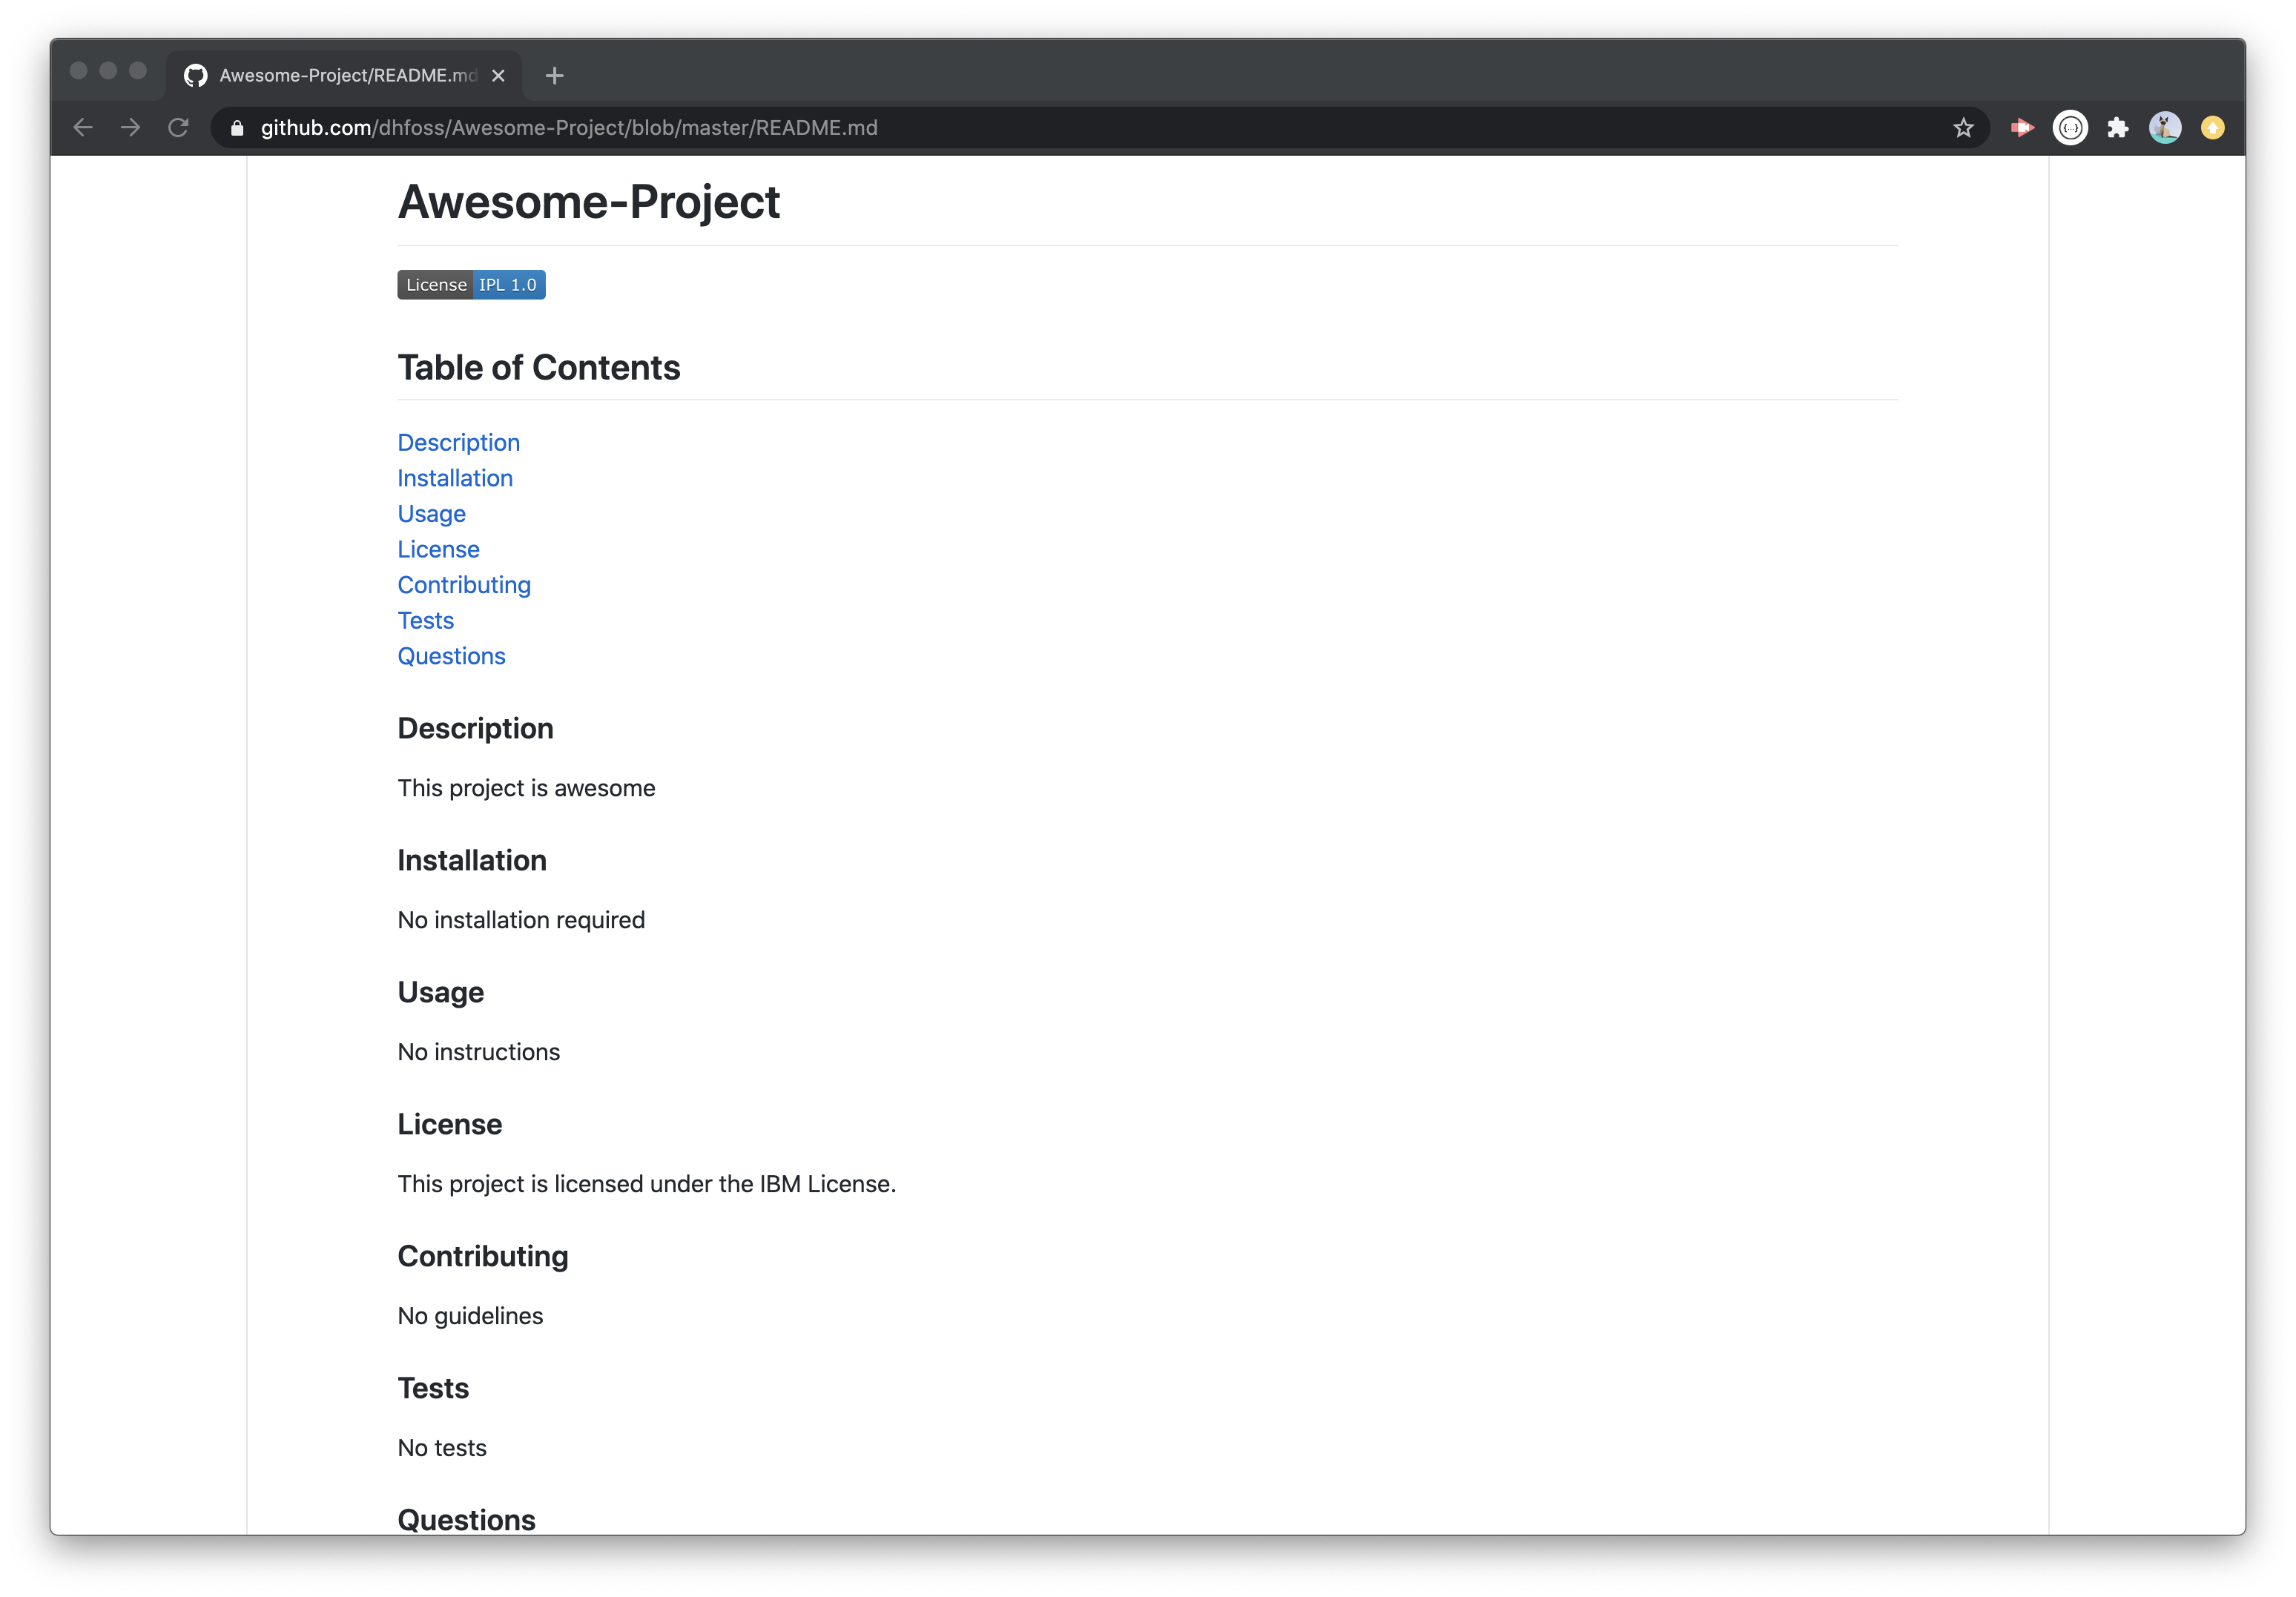 Awesome-Project/README.md
github.com/dhfoss/Awesome-Project/blob/master/README.md
Awesome-Project
License IPL 1.0
Table of Contents
Description
Installation
Usage
License
Contributing
Tests
Questions
Description
This project is awesome
Installation
No installation required
Usage
No instructions
License
This project is licensed under the IBM License.
Contributing
No guidelines
Tests
No tests
Questions